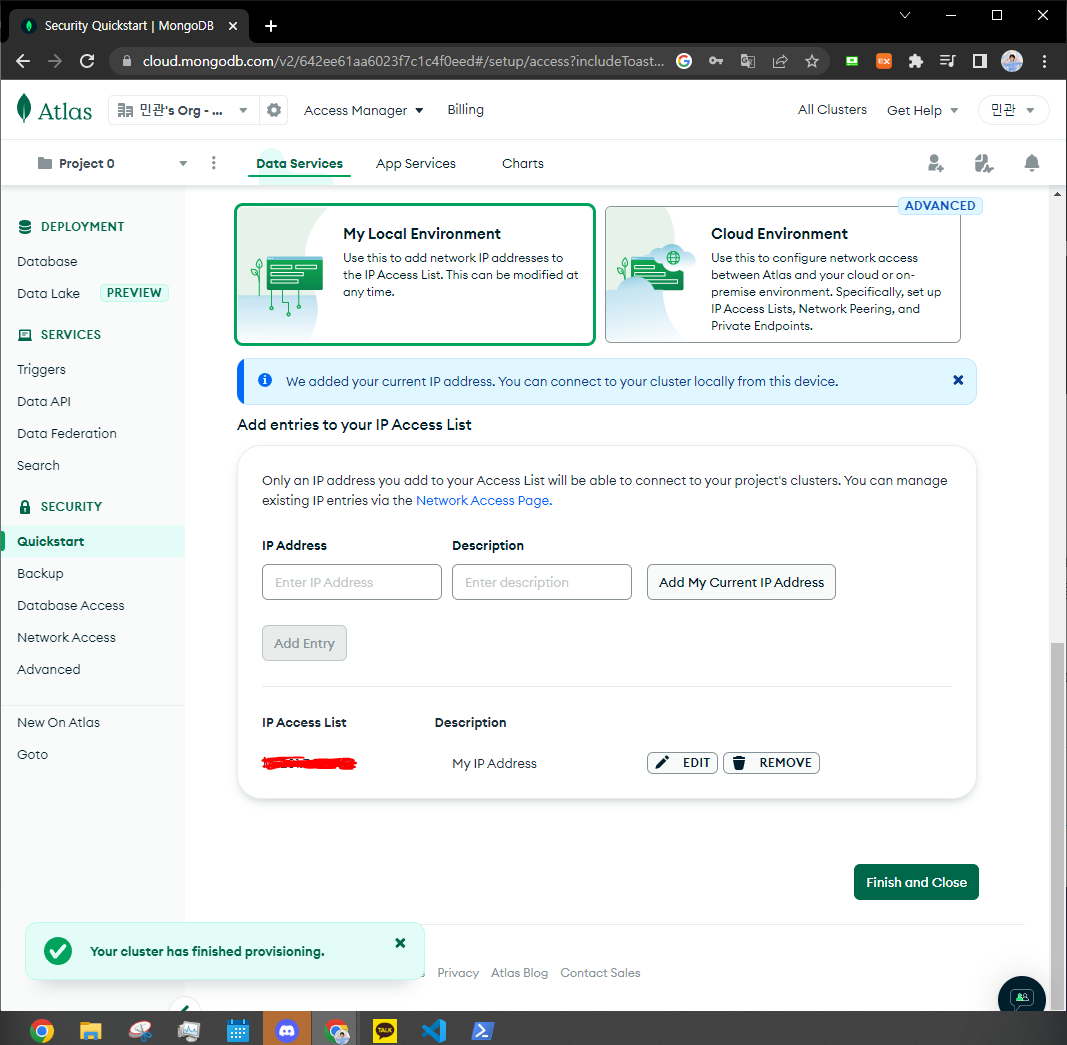 Security Quickstart | MongoDB
cloud.mongodb.com/v2/642ee61aa6023f7c1c4f0eed#/setup/access?includeToast...
Atlas
민관's Org - ...
Access Manager
Billing
All Clusters
Get Help
민관
Project 0
Data Services
App Services
Charts
DEPLOYMENT
Database
Data Lake
PREVIEW
SERVICES
Triggers
Data API
Data Federation
Search
SECURITY
Quickstart
Backup
Database Access
Network Access
Advanced
New On Atlas
Goto
My Local Environment
Use this to add network IP addresses to
the IP Access List. This can be modified at
any time.
ADVANCED
Cloud Environment
Use this to configure network access
between Atlas and your cloud or on-
premise environment. Specifically, set up
IP Access Lists, Network Peering, and
Private Endpoints.
We added your current IP address. You can connect to your cluster locally from this device.
Add entries to your IP Access List
Only an IP address you add to your Access List will be able to connect to your project's clusters. You can manage
existing IP entries via the Network Access Page.
IP Address
Description
Enter IP Address
Enter description
Add My Current IP Address
Add Entry
IP Access List
Description
My IP Address
EDIT
REMOVE
Finish and Close
Your cluster has finished provisioning.
Privacy
Atlas Blog
Contact Sales
Ex
TALK